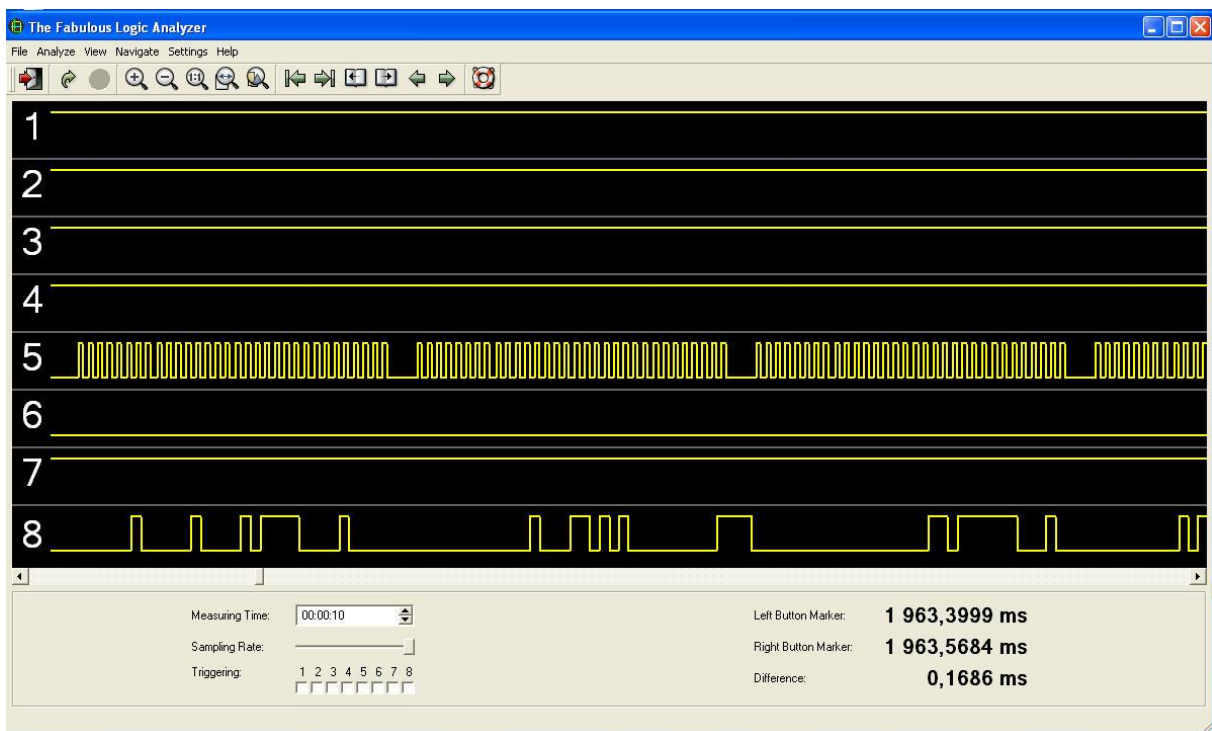 The Fabulous Logic Analyzer
File Analyze View Navigate Settings Help
1:1
1
2
3
4
5
6
7
8
Measuring Time: 00:00:10 Left Button Marker: 1 963,3999 ms
Sampling Rate: Right Button Marker: 1 963,5684 ms
Triggering: 1 2 3 4 5 6 7 8 Difference: 0,1686 ms